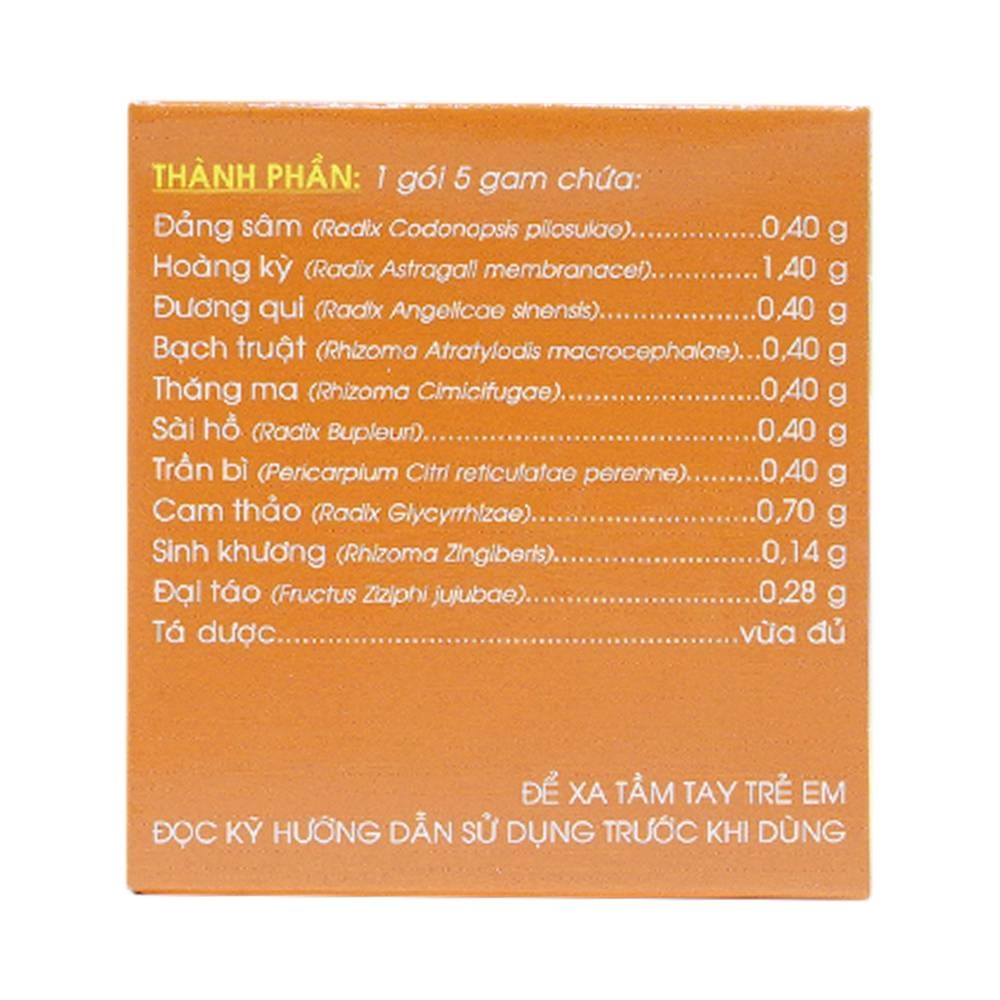 THÀNH PHẦN: 1 gói 5 gam chứa:
Đảng sâm (Radix Codonopsis pilosulae)................0,40 g
Hoàng kỳ (Radix Astragali membranacei).............1,40 g
Đương qui (Radix Angelicae sinensis)...................0,40 g
Bạch truật (Rhizoma Atratylodis macrocephalae)...0,40 g
Thăng ma (Rhizoma Cimicifugae)........................0,40 g
Sài hồ (Radix Bupleuri).........................................0,40 g
Trần bì (Pericarpium Citri reticulatae perenne).........0,40 g
Cam thảo (Radix Glycyrrhizae)...........................0,70 g
Sinh khương (Rhizoma Zingiberis).........................0,14 g
Đại táo (Fructus Ziziphi jujubae)............................0,28 g
Tá dược.......................................................vừa đủ
ĐỂ XA TẦM TAY TRẺ EM
ĐỌC KỸ HƯỚNG DẪN SỬ DỤNG TRƯỚC KHI DÙNG